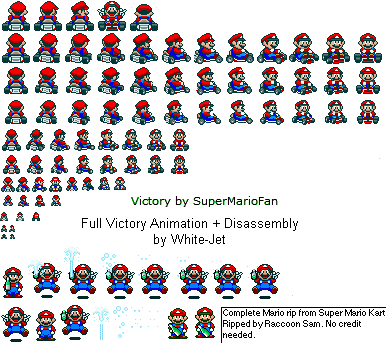 Victory by SuperMarioFan
Full Victory Animation + Disassembly
by White-Jet
Complete Mario rip from Super Mario Kart
Ripped by Raccoon Sam. No credit
needed.